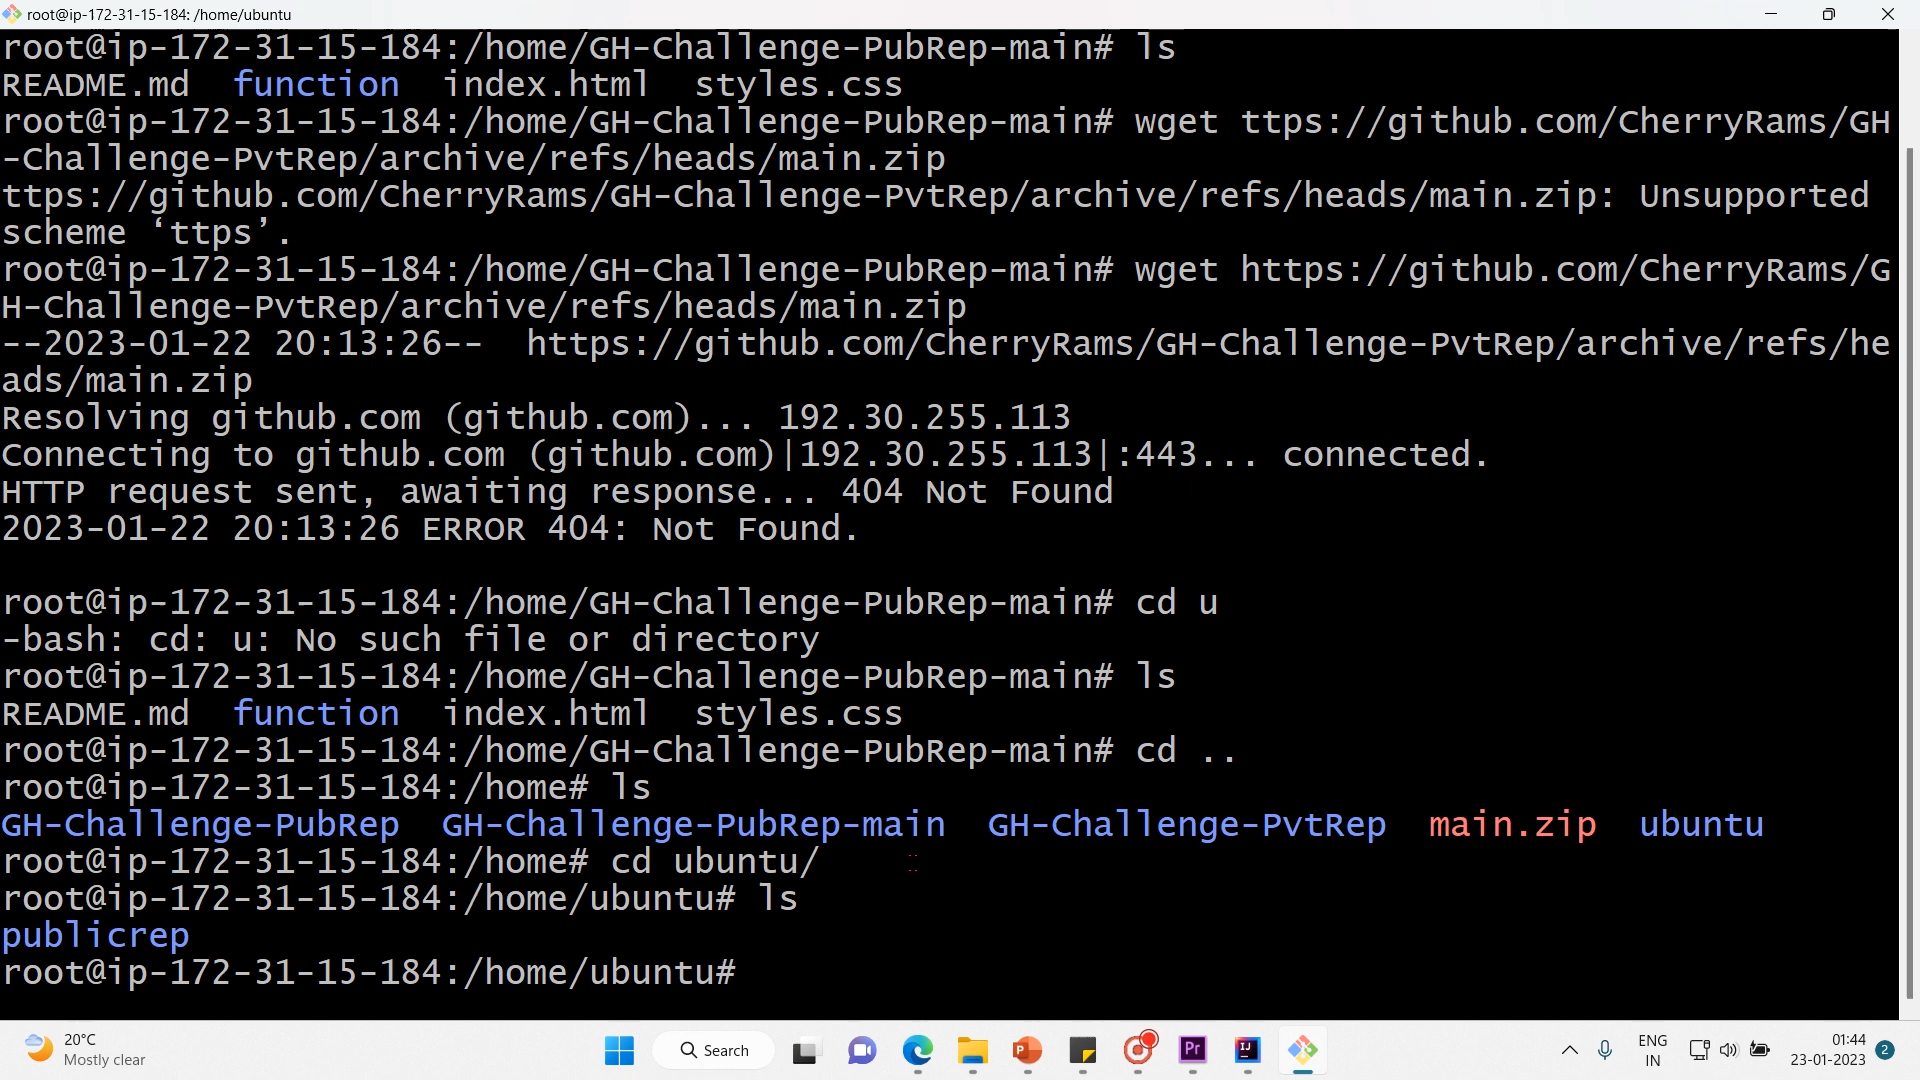 root@ip-172-31-15-184: /home/ubuntu
root@ip-172-31-15-184:/home/GH-Challenge-PubRep-main# ls
README.md  function  index.html  styles.css
root@ip-172-31-15-184:/home/GH-Challenge-PubRep-main# wget ttps://github.com/CherryRams/GH
-Challenge-PvtRep/archive/refs/heads/main.zip
ttps://github.com/CherryRams/GH-Challenge-PvtRep/archive/refs/heads/main.zip: Unsupported
scheme ‘ttps’.
root@ip-172-31-15-184:/home/GH-Challenge-PubRep-main# wget https://github.com/CherryRams/G
H-Challenge-PvtRep/archive/refs/heads/main.zip
--2023-01-22 20:13:26--  https://github.com/CherryRams/GH-Challenge-PvtRep/archive/refs/he
ads/main.zip
Resolving github.com (github.com)... 192.30.255.113
Connecting to github.com (github.com)|192.30.255.113|:443... connected.
HTTP request sent, awaiting response... 404 Not Found
2023-01-22 20:13:26 ERROR 404: Not Found.
root@ip-172-31-15-184:/home/GH-Challenge-PubRep-main# cd u
-bash: cd: u: No such file or directory
root@ip-172-31-15-184:/home/GH-Challenge-PubRep-main# ls
README.md  function  index.html  styles.css
root@ip-172-31-15-184:/home/GH-Challenge-PubRep-main# cd ..
root@ip-172-31-15-184:/home# ls
GH-Challenge-PubRep  GH-Challenge-PubRep-main  GH-Challenge-PvtRep  main.zip  ubuntu
root@ip-172-31-15-184:/home# cd ubuntu/
root@ip-172-31-15-184:/home/ubuntu# ls
publicrep
root@ip-172-31-15-184:/home/ubuntu#
20°C
Mostly clear
Search
P
Pr
IJ
ENG
IN
01:44
23-01-2023
2